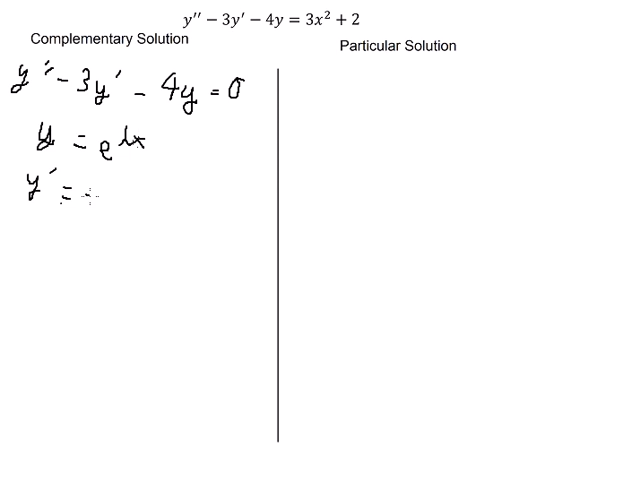 y′′ − 3y′ − 4y = 3x² + 2
Complementary Solution
Particular Solution
y″ − 3y′ − 4y = 0
y = e^λx
y′ =